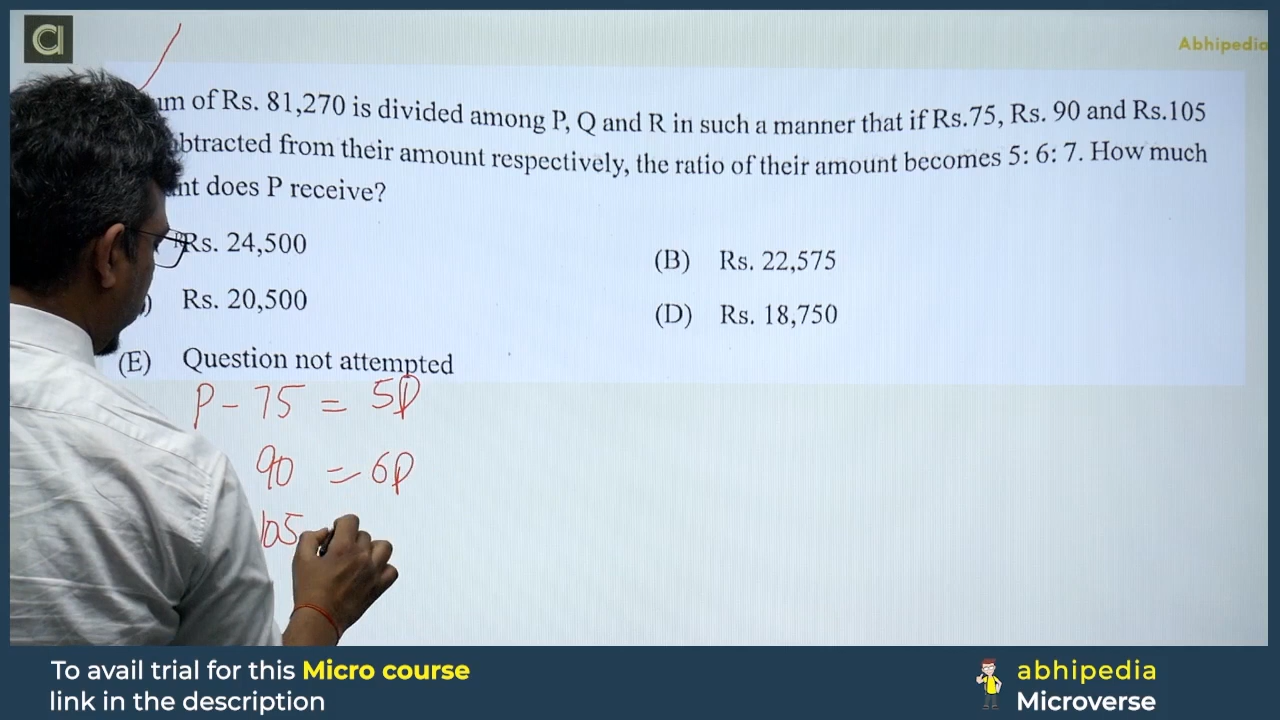 Abhipedia
um of Rs. 81,270 is divided among P, Q and R in such a manner that if Rs.75, Rs. 90 and Rs.105
btracted from their amount respectively, the ratio of their amount becomes 5: 6: 7. How much
nt does P receive?
Rs. 24,500
(B) Rs. 22,575
) Rs. 20,500
(D) Rs. 18,750
(E) Question not attempted
P - 75 = 5P
90 = 6P
105
To avail trial for this Micro course
link in the description
abhipedia
Microverse